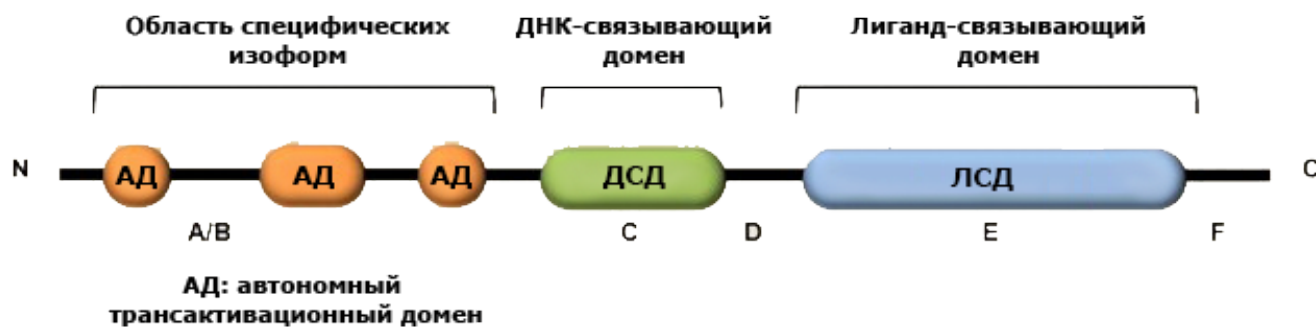 Область специфических
изоформ
ДНК-связывающий
домен
Лиганд-связывающий
домен
N АД АД АД ДСД ЛСД C
A/B C D E F
АД: автономный
трансактивационный домен